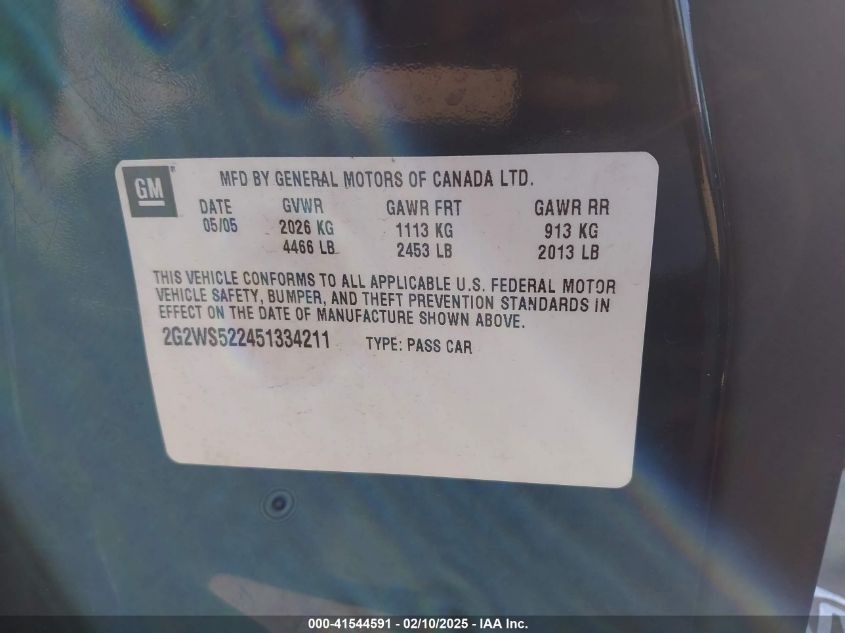 GM
MFD BY GENERAL MOTORS OF CANADA LTD.
DATE GVWR GAWR FRT GAWR RR
05/05 2026 KG 1113 KG 913 KG
4466 LB 2453 LB 2013 LB
THIS VEHICLE CONFORMS TO ALL APPLICABLE U.S. FEDERAL MOTOR
VEHICLE SAFETY, BUMPER, AND THEFT PREVENTION STANDARDS IN
EFFECT ON THE DATE OF MANUFACTURE SHOWN ABOVE.
2G2WS522451334211 TYPE: PASS CAR
000-41544591 - 02/10/2025 - IAA Inc.